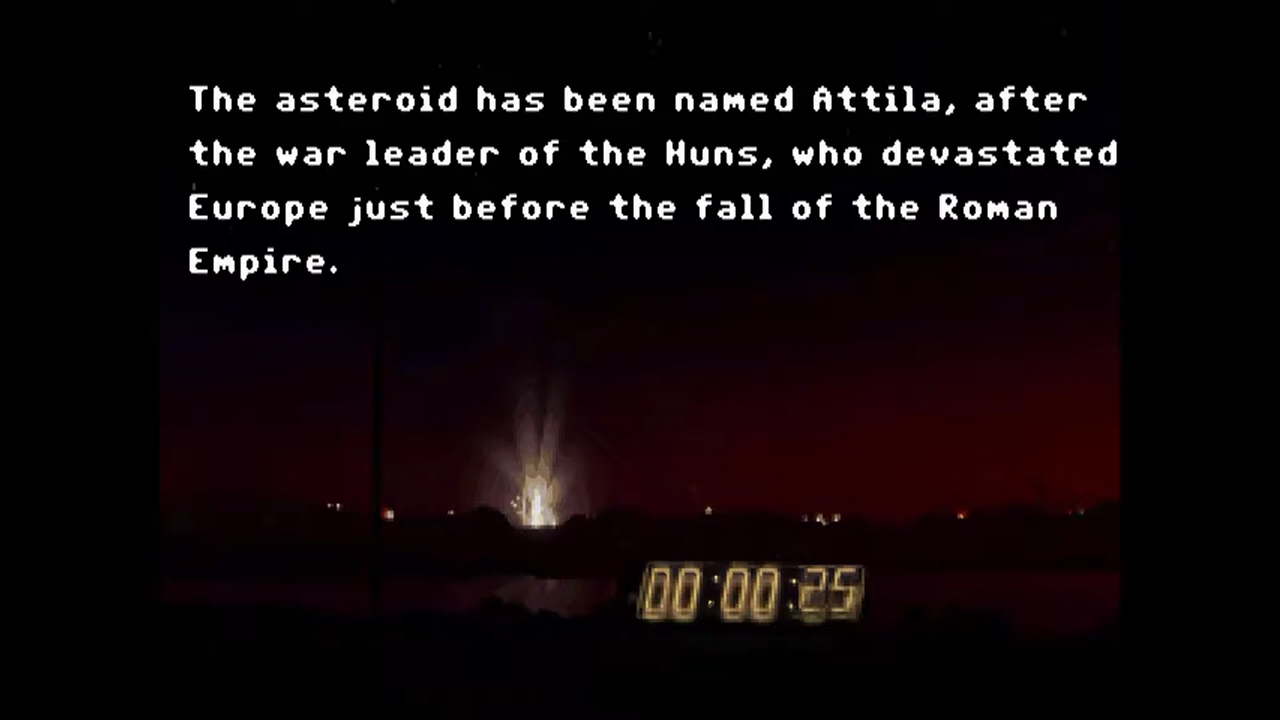 The asteroid has been named Attila, after
the war leader of the Huns, who devastated
Europe just before the fall of the Roman
Empire.
00:00:25